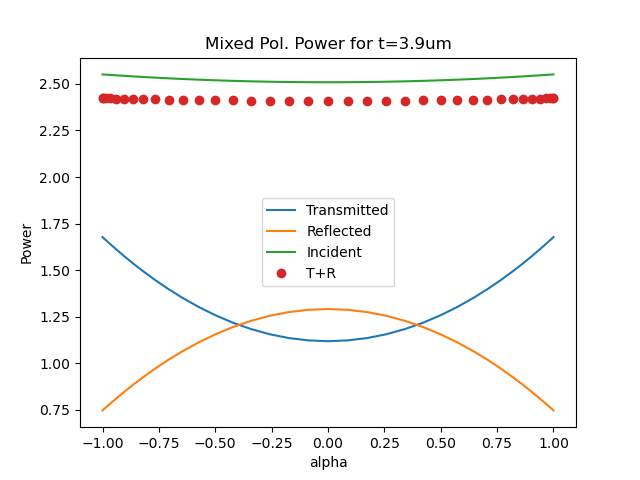 Mixed Pol. Power for t=3.9um
2.50
2.25
2.00
1.75
1.50
1.25
1.00
0.75
Power
Transmitted
Reflected
Incident
T+R
−1.00 −0.75 −0.50 −0.25 0.00 0.25 0.50 0.75 1.00
alpha